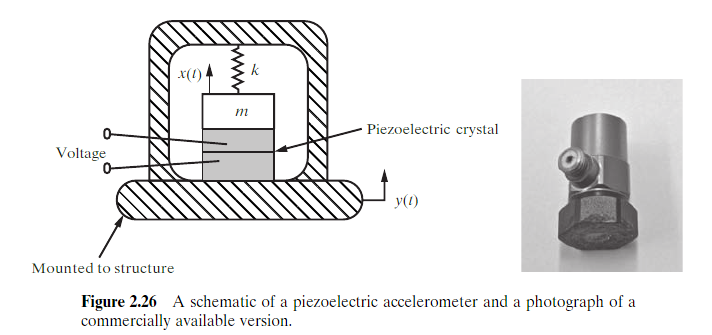 x(t)
k
m
Piezoelectric crystal
Voltage
y(t)
Mounted to structure
Figure 2.26 A schematic of a piezoelectric accelerometer and a photograph of a
commercially available version.